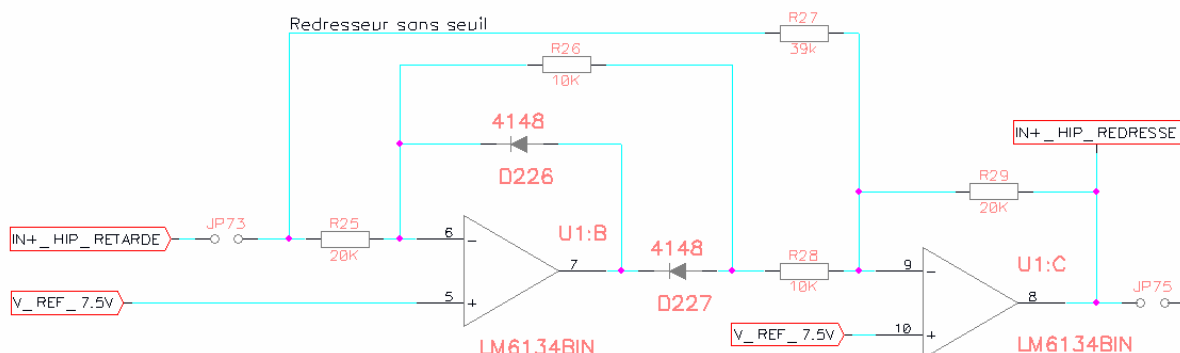 Redresseur sans seuil
R27
39k
R26
10K
4148
D226
IN+_HIP_REDRESSE
R29
20K
IN+_HIP_RETARDE
JP73
R25
20K
6
U1:B
7
4148
D227
R28
10K
9
U1:C
8
JP75
V_REF_7.5V
5
V_REF_7.5V
10
LM6134BIN
LM6134BIN